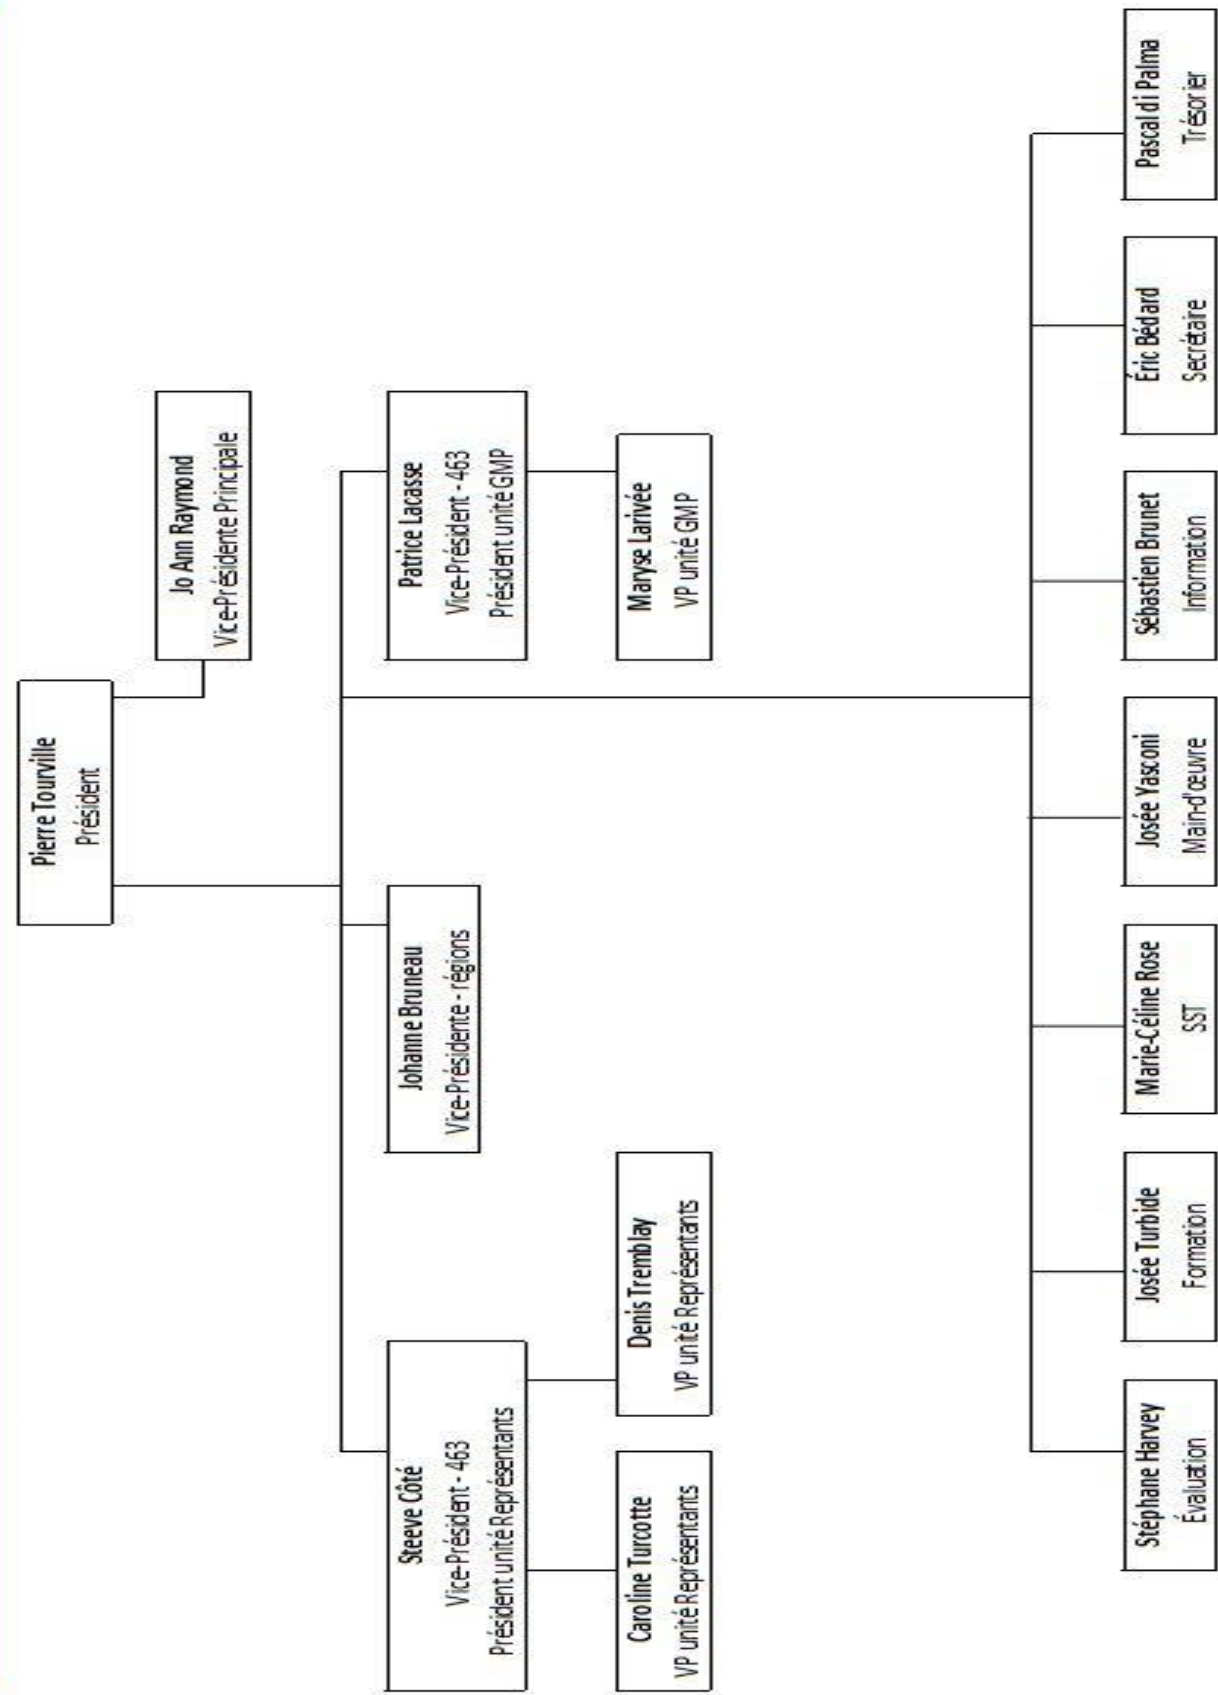 Pierre Tourville
Président
Jo Ann Raymond
Vice-Présidente Principale
Steeve Côté
Vice-Président - 463
Président unité Représentants
Johanne Bruneau
Vice-Présidente - régions
Patrice Lacasse
Vice-Président - 463
Président unité GMP
Caroline Turcotte
VP unité Représentants
Denis Tremblay
VP unité Représentants
Maryse Larivée
VP unité GMP
Stéphane Harvey
Évaluation
Josée Turbide
Formation
Marie-Céline Rose
SST
Josée Yasconi
Main-d'œuvre
Sébastien Brunet
Information
Éric Bédard
Secrétaire
Pascal di Palma
Trésorier